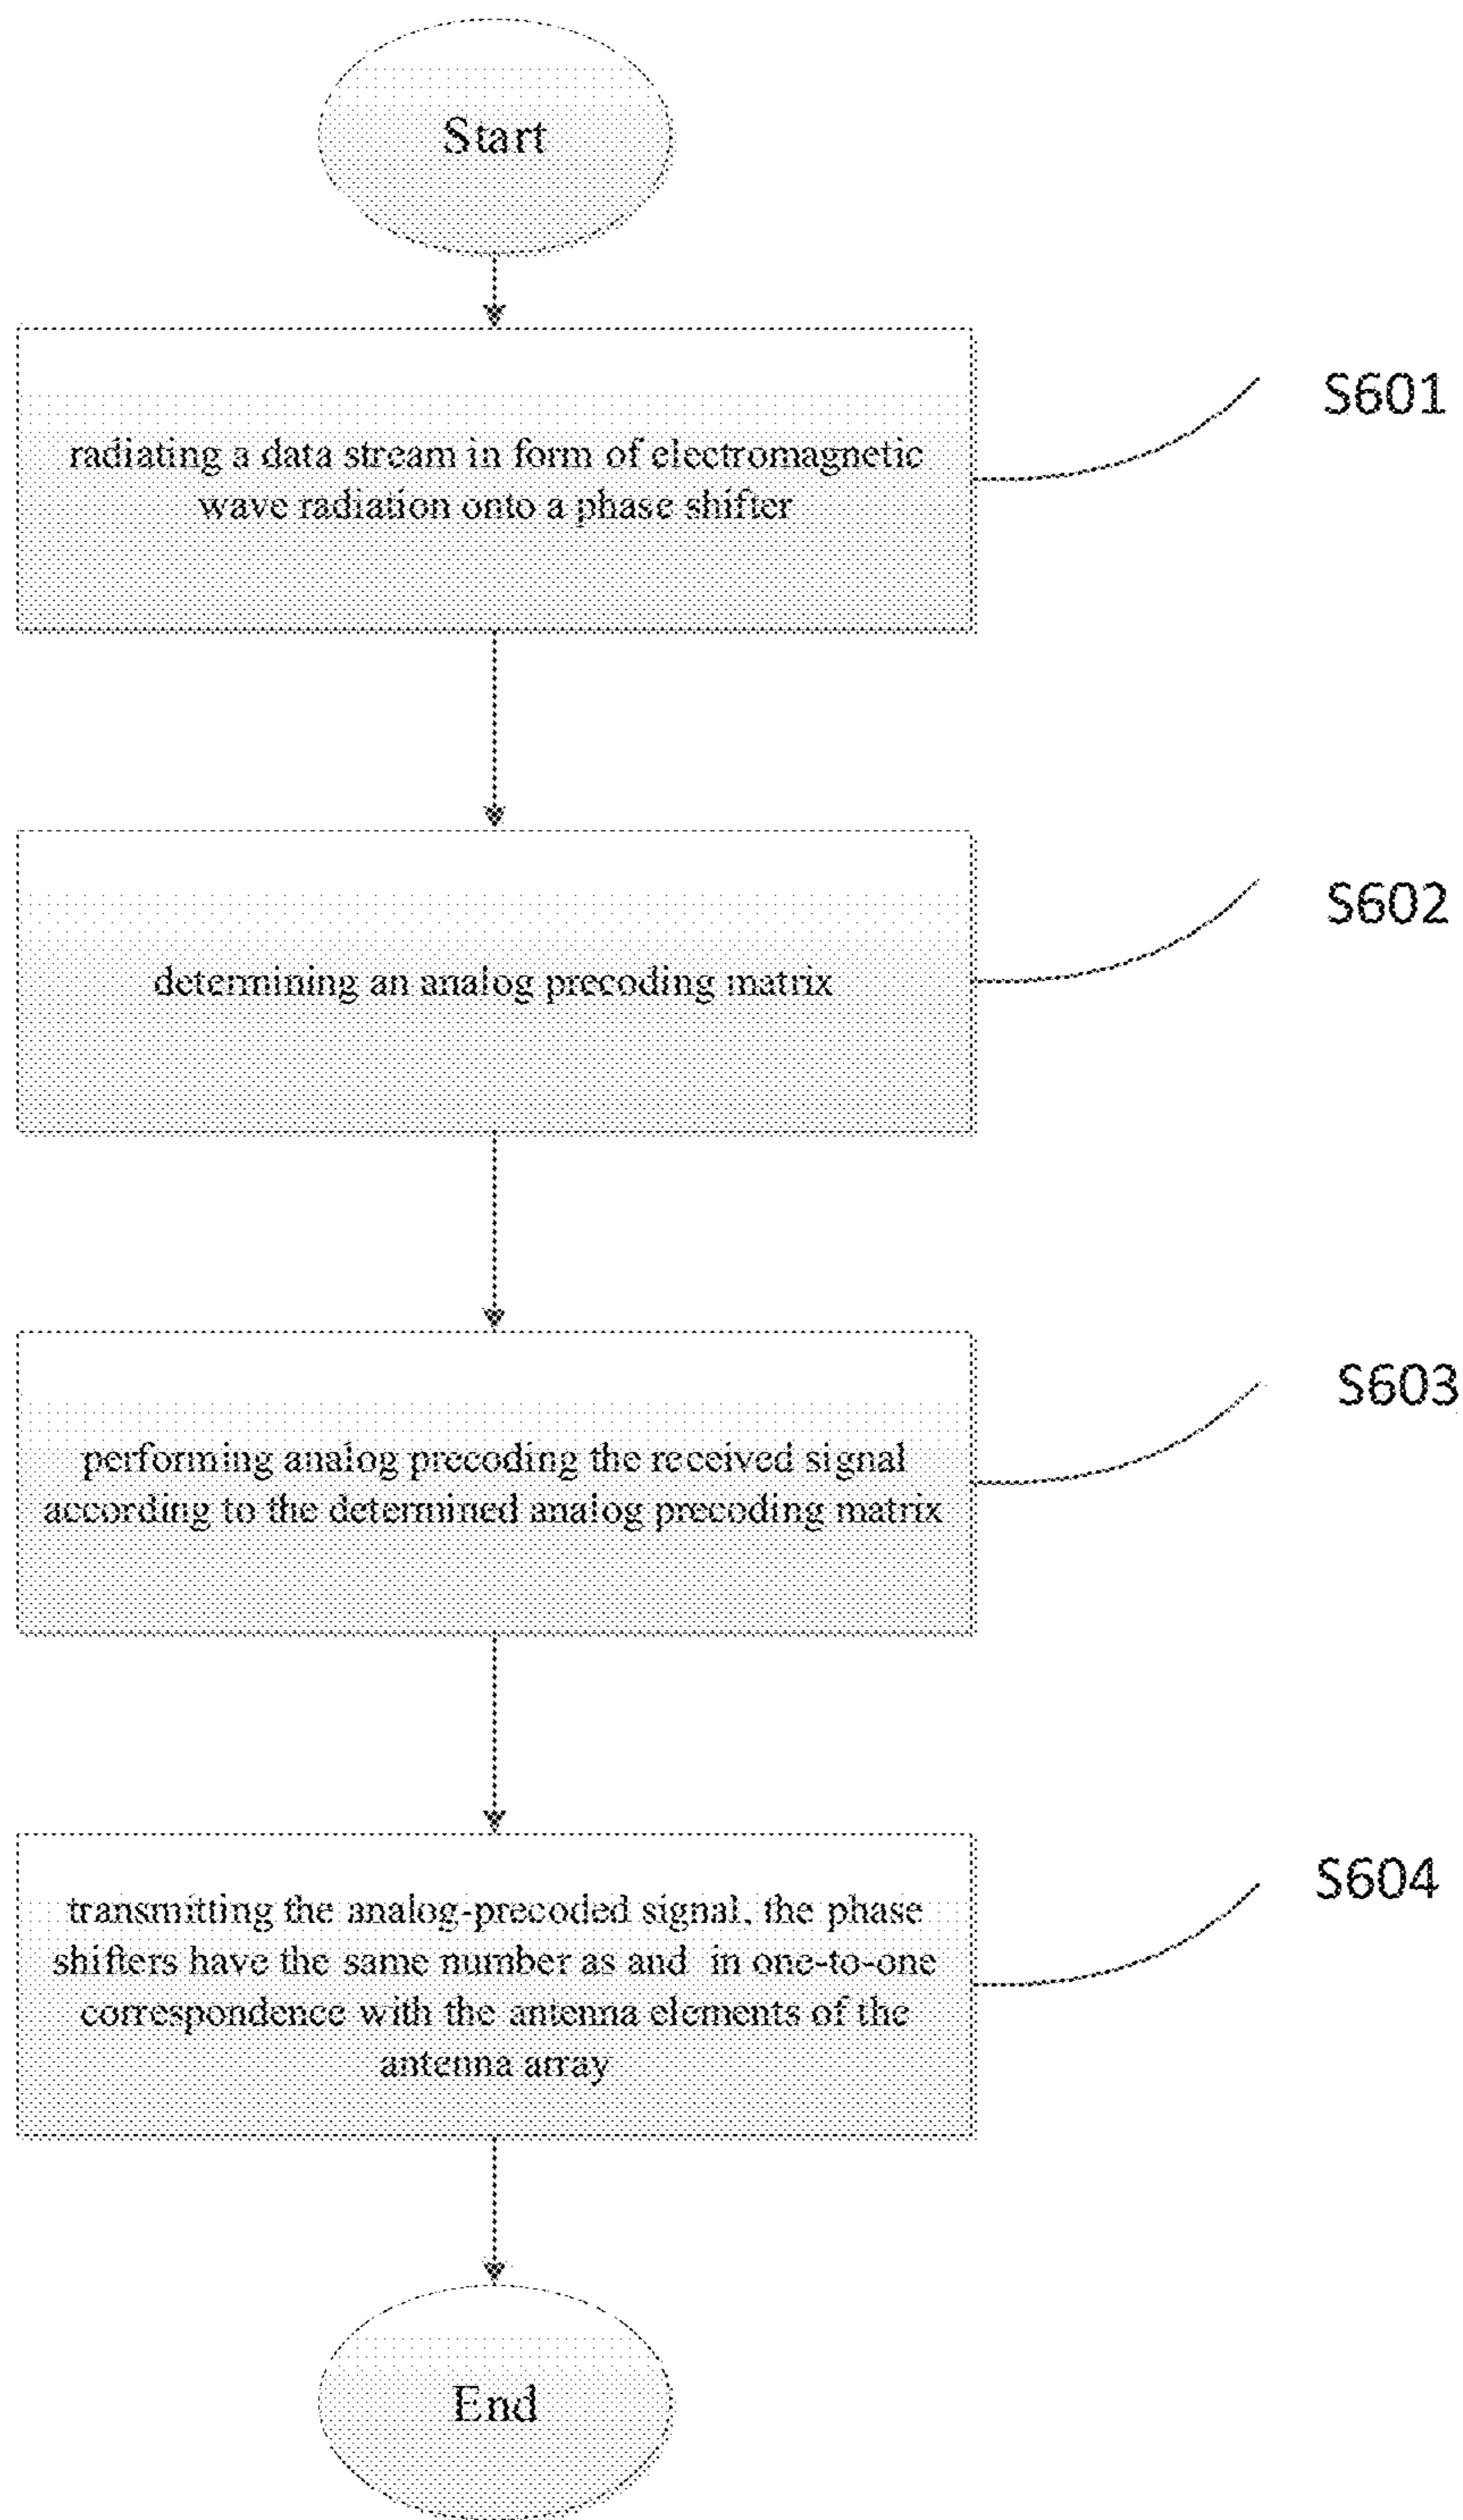 Start
radiating a data stream in form of electromagnetic
wave radiation onto a phase shifter
S601
determining an analog precoding matrix
S602
performing analog precoding the received signal
according to the determined analog precoding matrix
S603
transmitting the analog-precoded signal, the phase
shifters have the same number as and in one-to-one
correspondence with the antenna elements of the
antenna array
S604
End